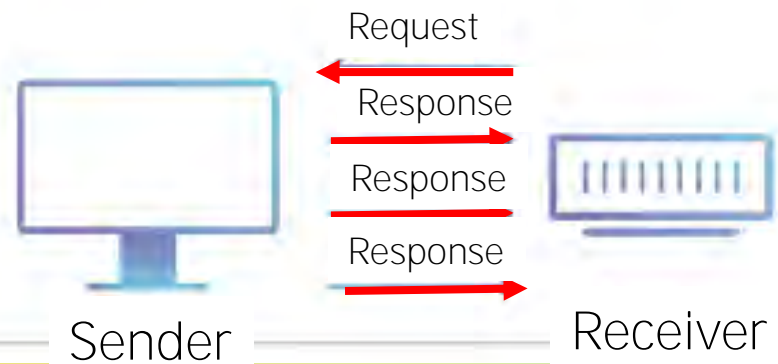 Request
Response
Response
Response
Sender
Receiver